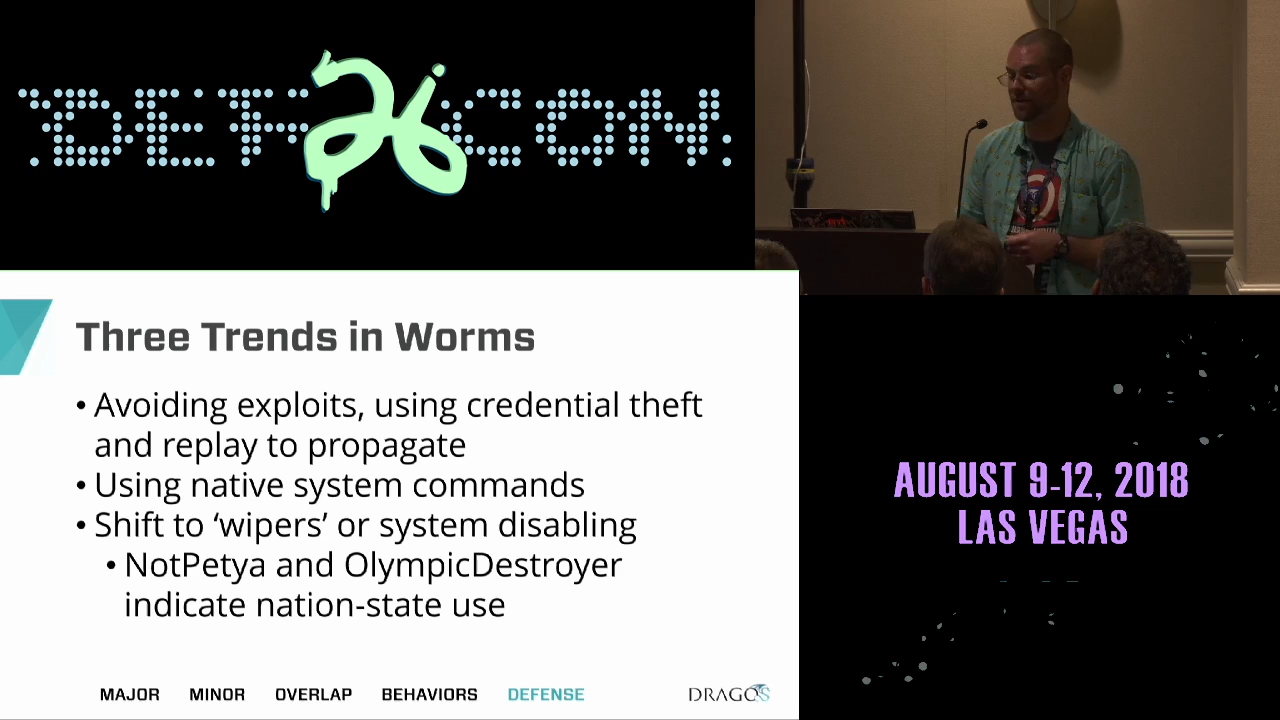 DEF 26 CON
Three Trends in Worms
• Avoiding exploits, using credential theft
and replay to propagate
• Using native system commands
• Shift to ‘wipers’ or system disabling
• NotPetya and OlympicDestroyer
indicate nation-state use
MAJOR MINOR OVERLAP BEHAVIORS DEFENSE
DRAGOS
AUGUST 9-12, 2018
LAS VEGAS